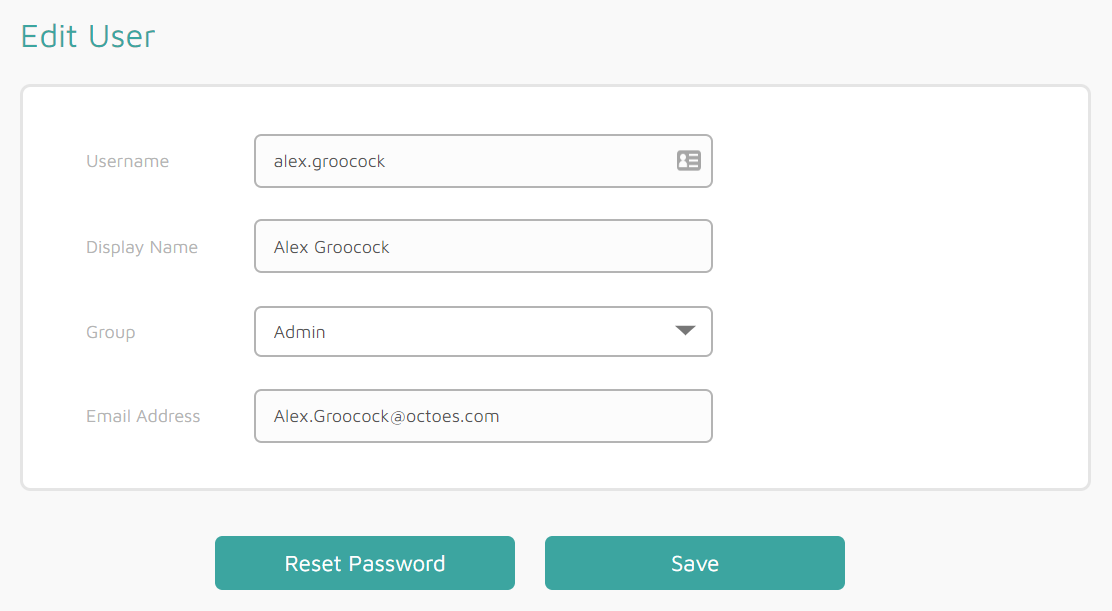 Edit User
Username
alex.groocock
Display Name
Alex Groocock
Group
Admin
Email Address
Alex.Groocock@octoes.com
Reset Password
Save